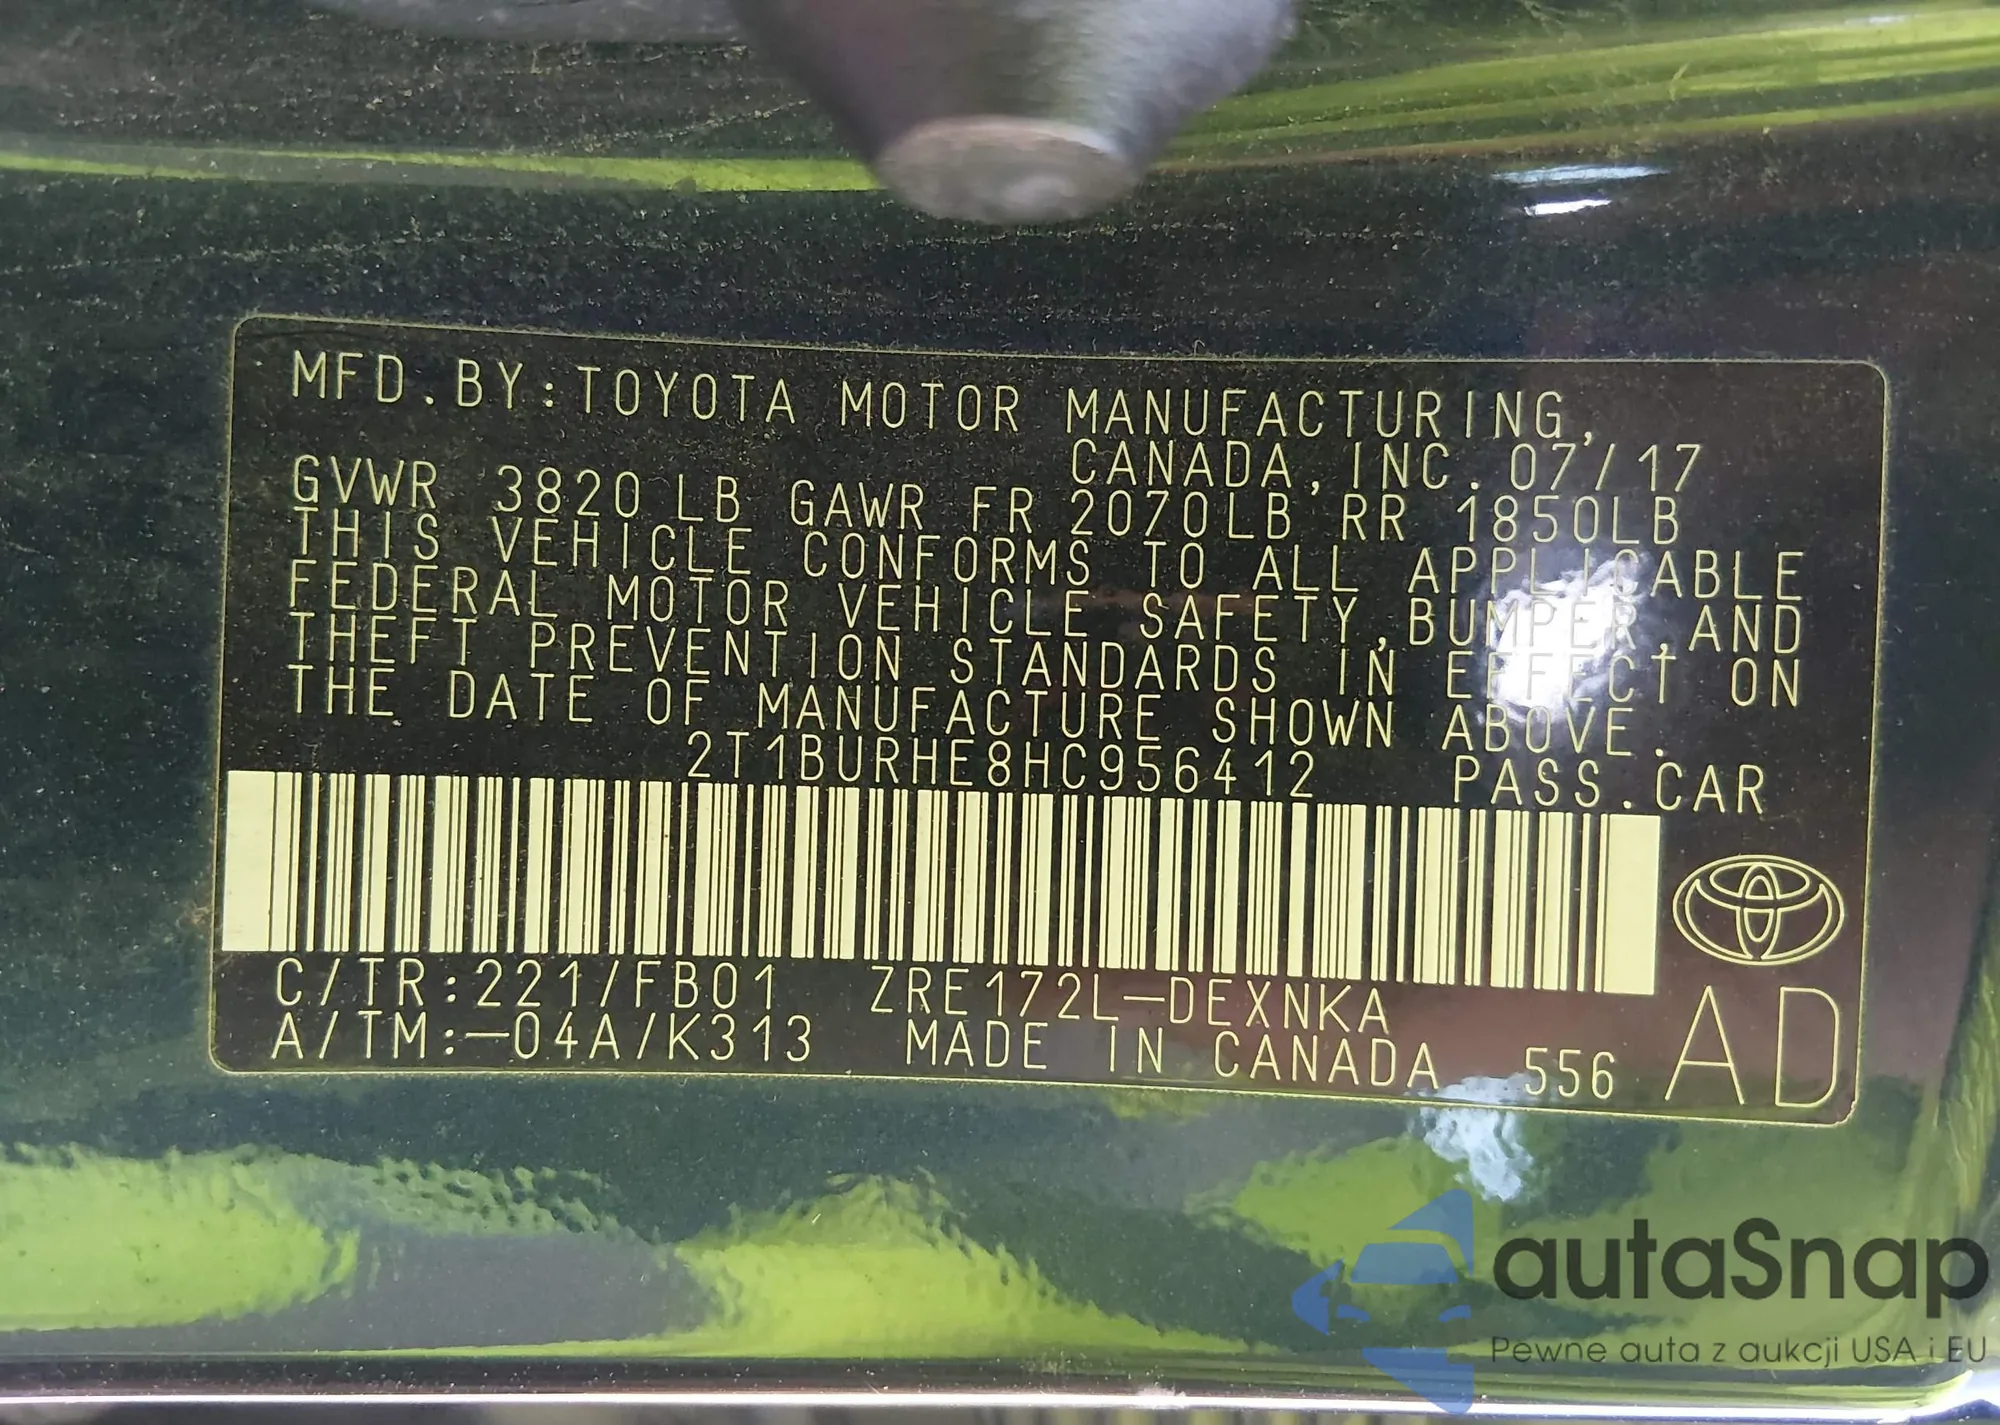 MFD.BY:TOYOTA MOTOR MANUFACTURING,
CANADA,INC.07/17
GVWR 3820LB GAWR FR 2070LB RR 1850LB
THIS VEHICLE CONFORMS TO ALL APPLICABLE
FEDERAL MOTOR VEHICLE SAFETY,BUMPER,AND
THEFT PREVENTION STANDARDS IN EFFECT ON
THE DATE OF MANUFACTURE SHOWN ABOVE.
2T1BURHE8HC956412 PASS.CAR
C/TR:221/FB01 ZRE172L-DEXNKA
A/TM:-04A/K313 MADE IN CANADA 556 AD
autaSnap
Pewne auta z aukcji USA i EU